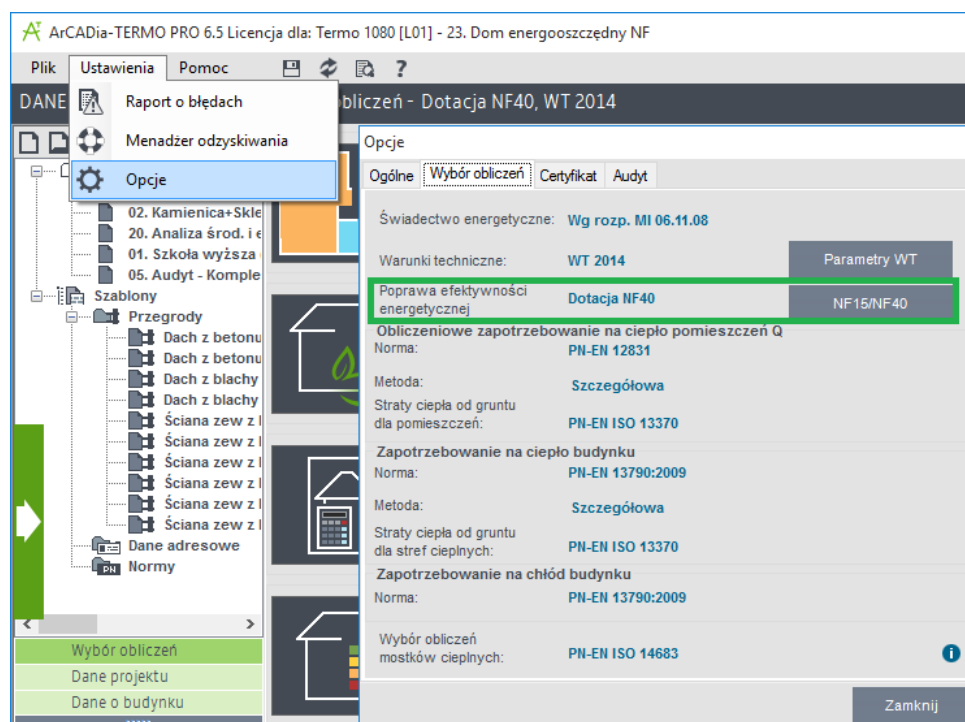 ArCADia-TERMO PRO 6.5 Licencja dla: Termo 1080 [L01] - 23. Dom energooszczędny NF
Plik Ustawienia Pomoc ?
DANE bliczeń - Dotacja NF40, WT 2014
Raport o błędach
Menadżer odzyskiwania
Opcje
02. Kamienica+Skle
20. Analiza środ. i e
01. Szkoła wyższa
05. Audyt - Komple
Szablony
Przegrody
Dach z betonu
Dach z betonu
Dach z blachy
Dach z blachy
Ściana zew z
Ściana zew z
Ściana zew z
Ściana zew z
Ściana zew z
Ściana zew z
Dane adresowe
PN Normy
Wybór obliczeń
Dane projektu
Dane o budynku
Opcje
Ogólne Wybór obliczeń Certyfikat Audyt
Świadectwo energetyczne: Wg rozp. MI 06.11.08
Warunki techniczne: WT 2014 Parametry WT
Poprawa efektywności
energetycznej Dotacja NF40 NF15/NF40
Obliczeniowe zapotrzebowanie na ciepło pomieszczeń Q
Norma: PN-EN 12831
Metoda: Szczegółowa
Straty ciepła od gruntu
dla pomieszczeń: PN-EN ISO 13370
Zapotrzebowanie na ciepło budynku
Norma: PN-EN 13790:2009
Metoda: Szczegółowa
Straty ciepła od gruntu
dla stref cieplnych: PN-EN ISO 13370
Zapotrzebowanie na chłód budynku
Norma: PN-EN 13790:2009
Wybór obliczeń
mostków cieplnych: PN-EN ISO 14683
Zamknij